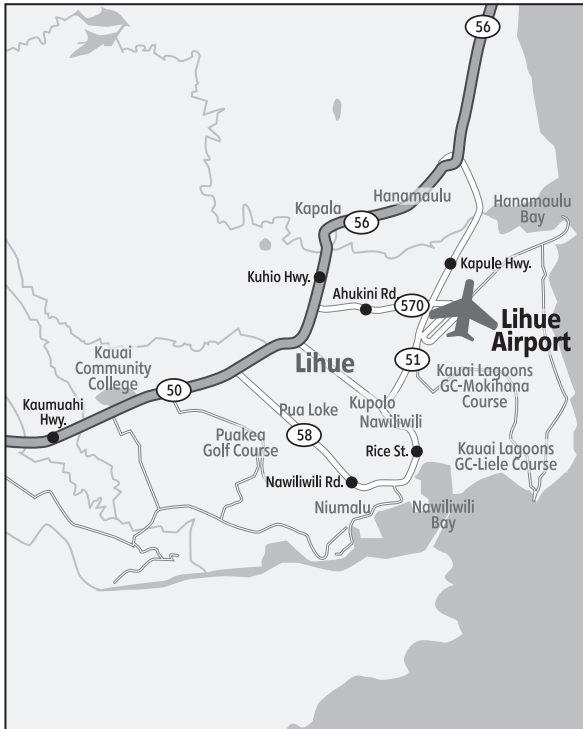 56
Hanamaulu
Kapala
56
Hanamaulu
Bay
Kuhio Hwy.
Kapule Hwy.
Ahukini Rd.
570
Lihue
Airport
Lihue
51
Kauai
Community
College
Kauai Lagoons
GC-Mokihana
Course
50
Kaumuahi
Hwy.
Pua Loke
Kupolo
Nawiliwili
Puakea
Golf Course
58
Rice St.
Kauai Lagoons
GC-Liele Course
Nawiliwili Rd.
Niumalu
Nawiliwili
Bay